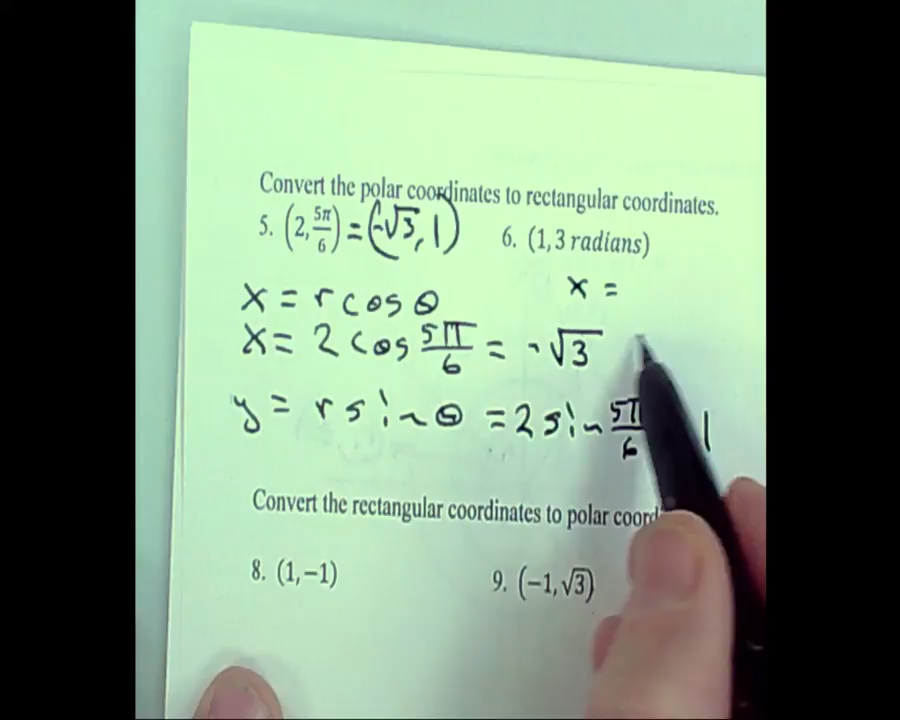 Convert the polar coordinates to rectangular coordinates.
5. (2, 5π/6) = (-√3, 1)
6. (1, 3 radians)
x = r cos θ
x =
x = 2 cos 5π/6 = -√3
y = r sin θ = 2 sin 5π/6 1
Convert the rectangular coordinates to polar coord
8. (1, −1)
9. (−1, √3)